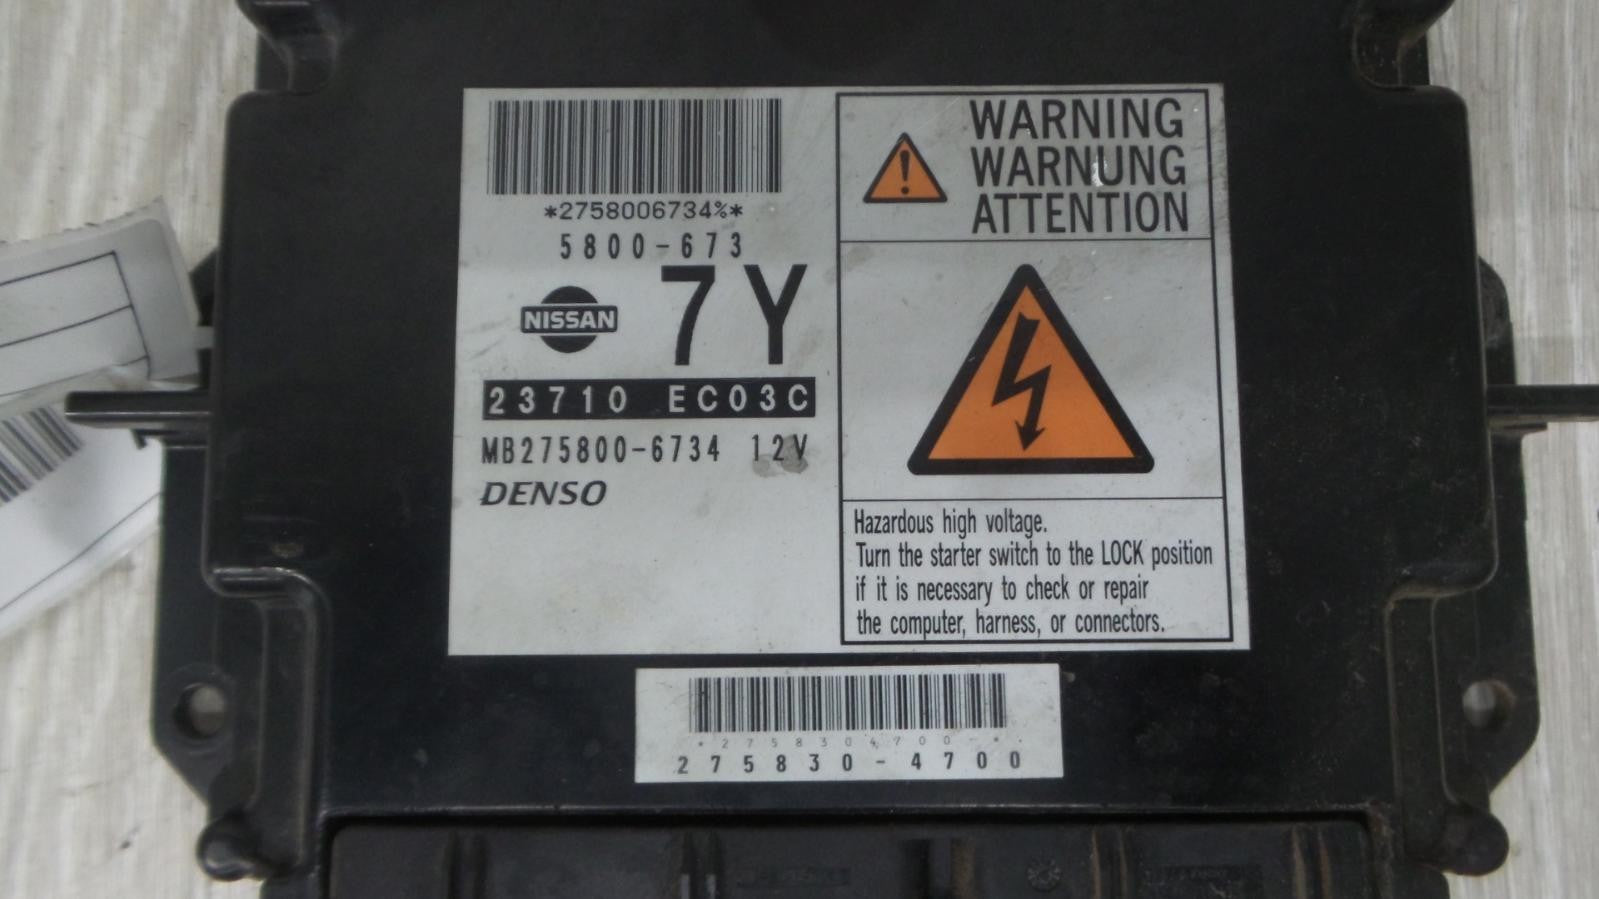 *2758006734%*
5800-673
NISSAN
7Y
23710 EC03C
MB275800-6734 12V
DENSO
WARNING
WARNUNG
ATTENTION
Hazardous high voltage.
Turn the starter switch to the LOCK position
if it is necessary to check or repair
the computer, harness, or connectors.
*2758304700-*
275830-4700